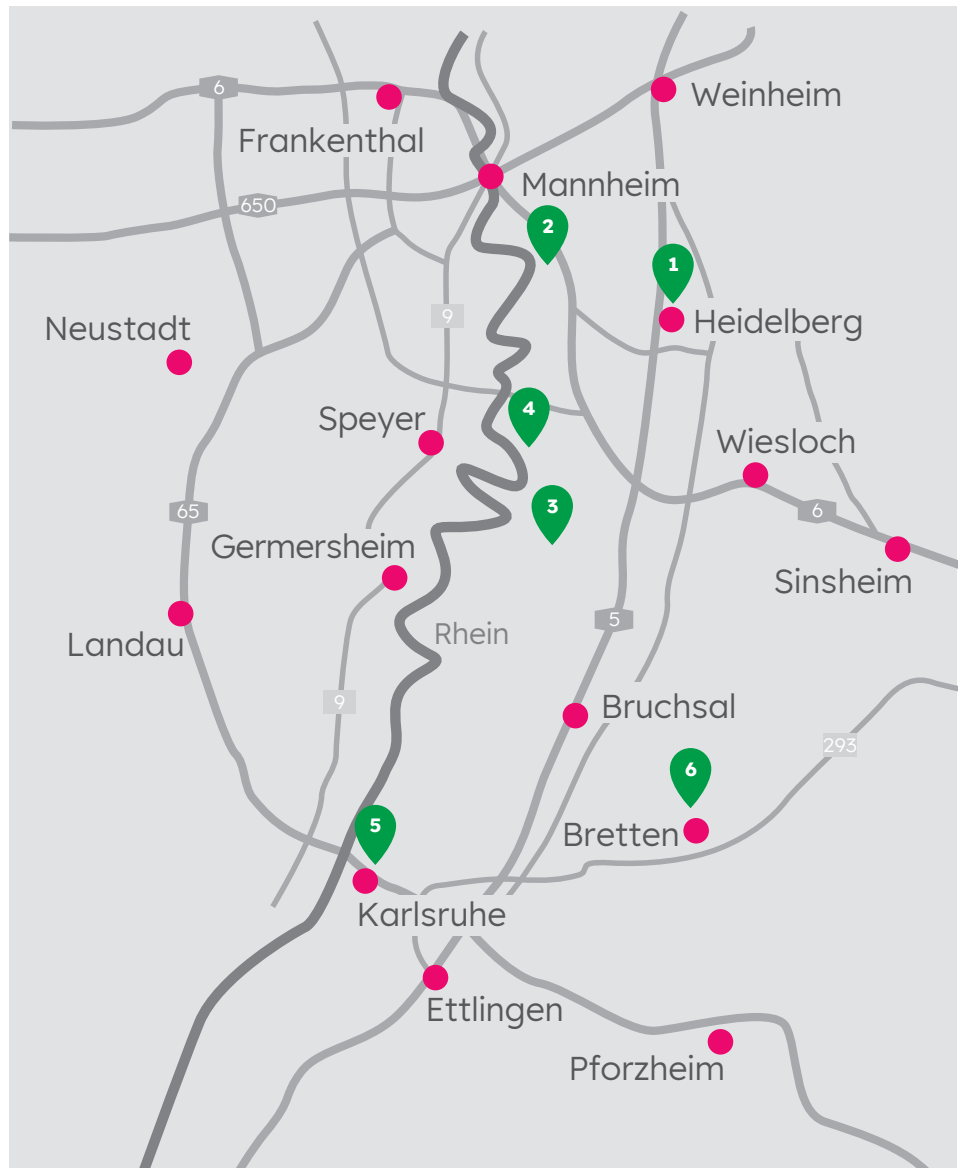 6
Weinheim
Frankenthal
Mannheim
650
2
1
9
Heidelberg
Neustadt
4
Speyer
Wiesloch
65
3
6
Germersheim
Sinsheim
5
Rhein
Landau
9
Bruchsal
293
6
5
Bretten
Karlsruhe
Ettlingen
Pforzheim